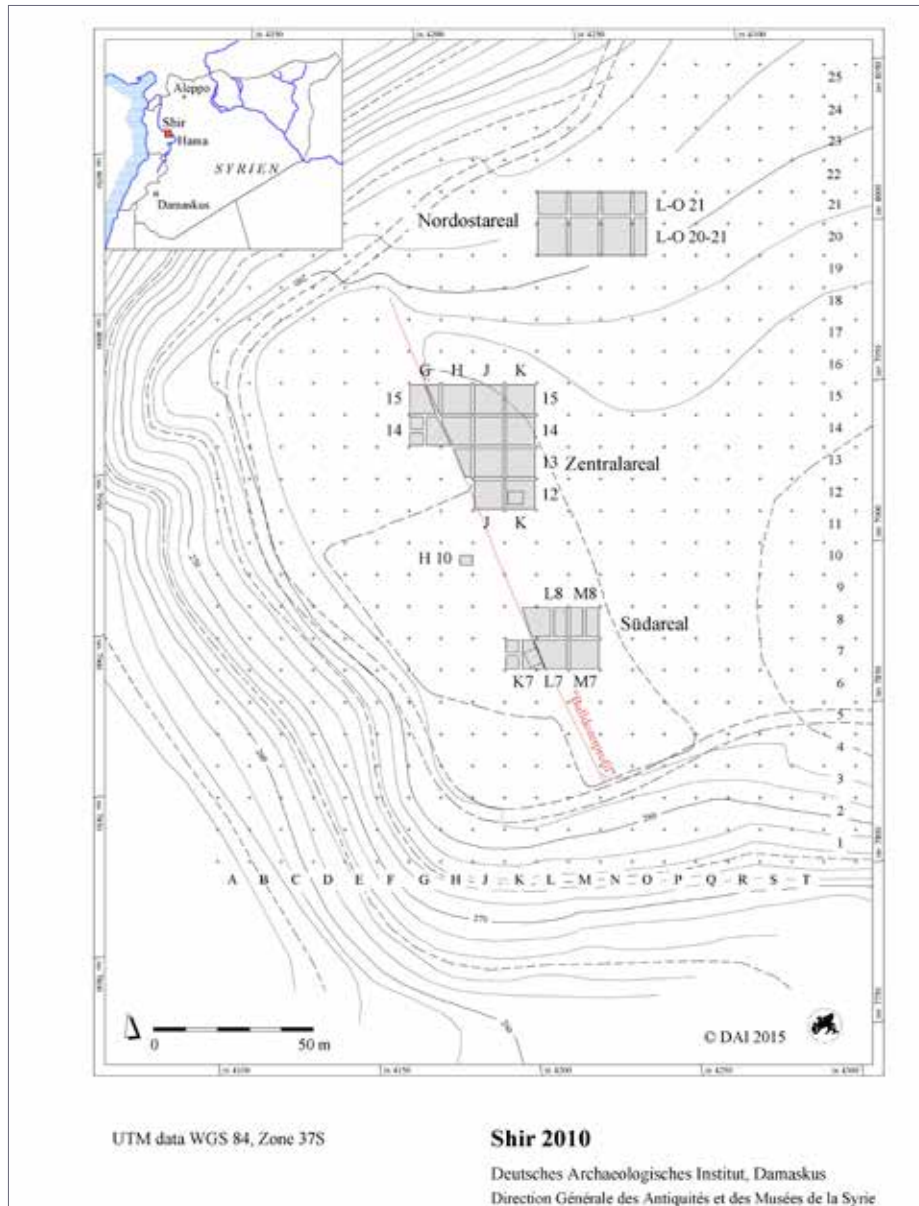 Aleppo
Shir
Hama
SYRIEN
Damaskus
Nordostareal
L-O 21
L-O 20-21
25
24
23
22
21
20
19
18
17
16
15
14
13
12
11
10
9
8
7
6
5
4
3
2
1
G H J K
15 15
14 14
13
12
Zentralareal
J K
H 10
L8 M8
Südareal
K7 L7 M7
"Bulldozerprofil"
A B C D E F G H J K L M N O P Q R S T
280
270
0 50 m
© DAI 2015
UTM data WGS 84, Zone 37S
Shir 2010
Deutsches Archaeologisches Institut, Damaskus
Direction Générale des Antiquités et des Musées de la Syrie